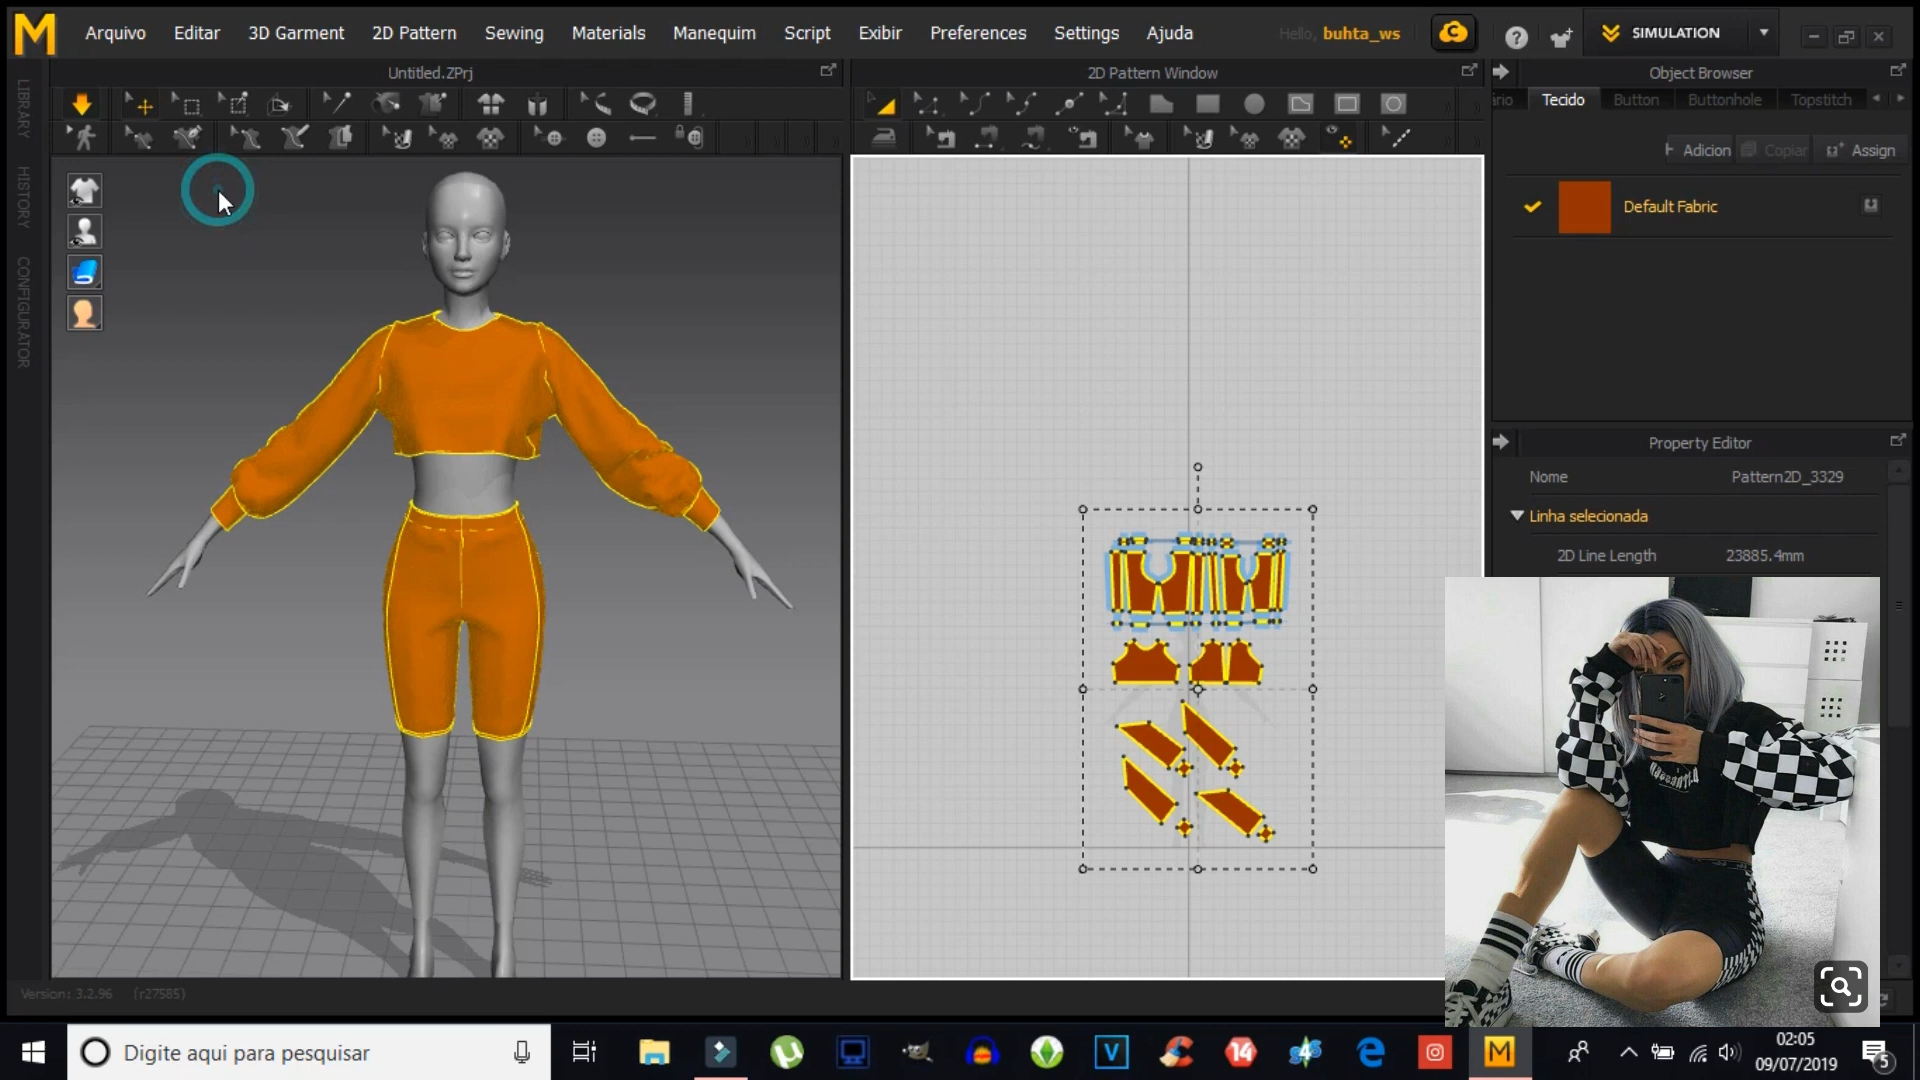 M Arquivo Editar 3D Garment 2D Pattern Sewing Materials Manequim Script Exibir Preferences Settings Ajuda Hello, buhta_ws C ? SIMULATION
LIBRARY
HISTORY
CONFIGURATOR
Untitled.ZPrj
2D Pattern Window
Object Browser
ário Tecido Button Buttonhole Topstitch
Adicion Copiar Assign
Default Fabric
Property Editor
Nome Pattern2D_3329
Linha selecionada
2D Line Length 23885.4mm
Version: 3.2.96 (r27585)
Digite aqui para pesquisar
V
14
M
02:05
09/07/2019
5